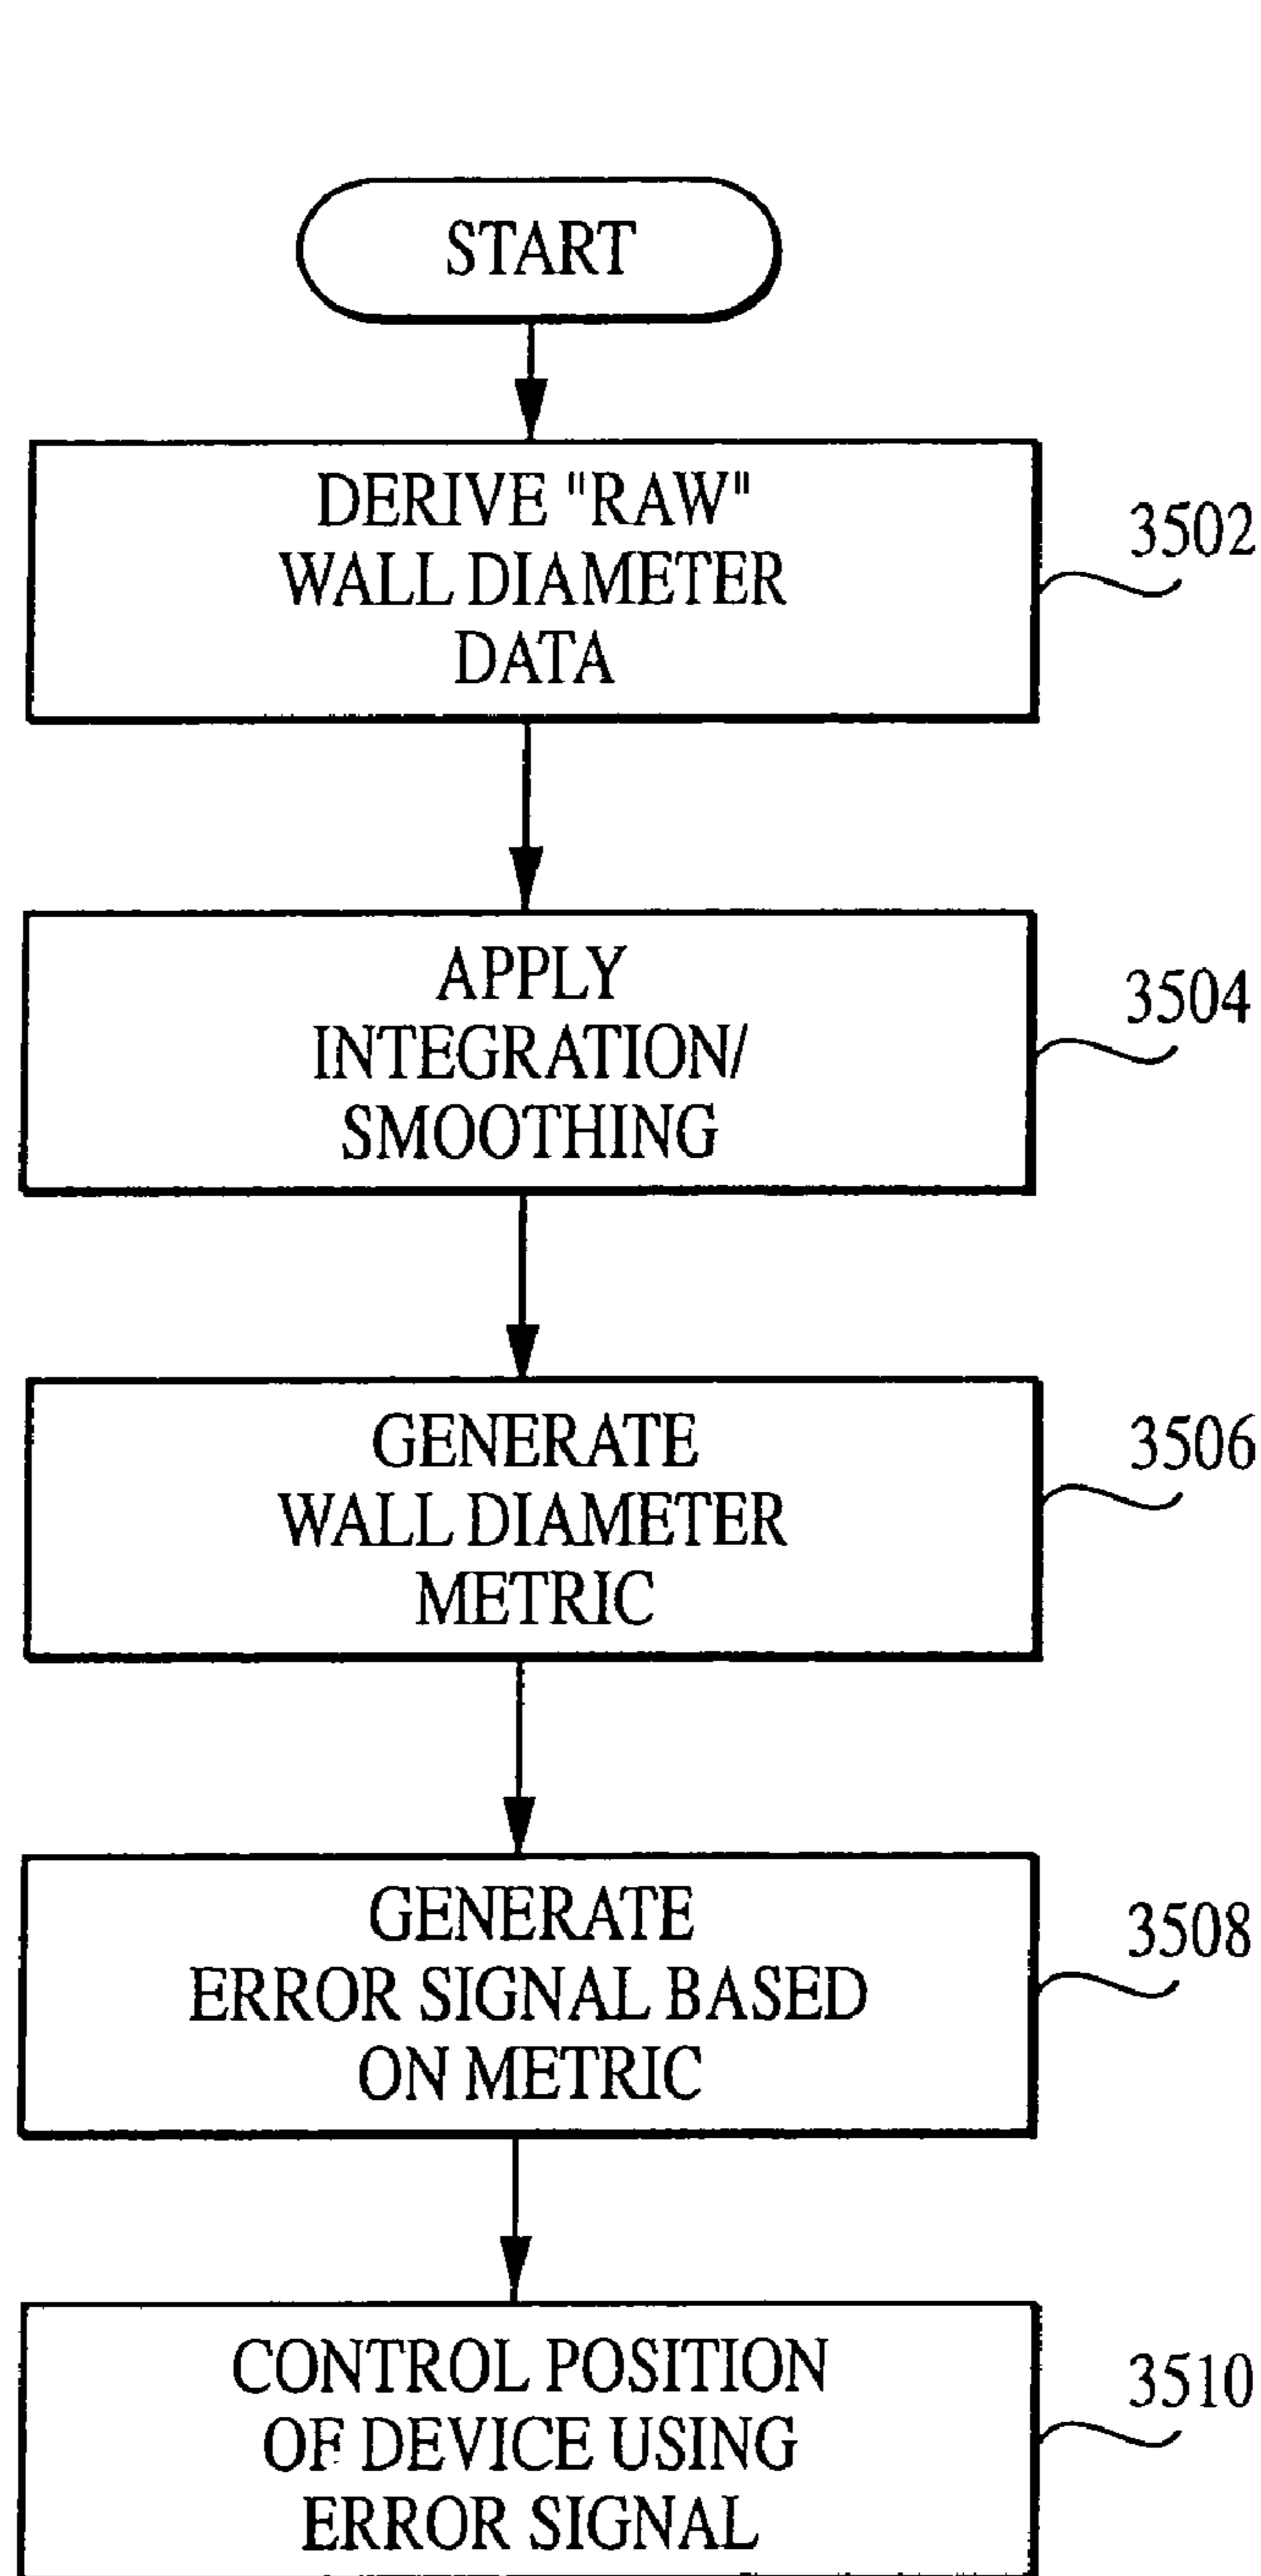 START
DERIVE "RAW"
WALL DIAMETER
DATA
3502
APPLY
INTEGRATION/
SMOOTHING
3504
GENERATE
WALL DIAMETER
METRIC
3506
GENERATE
ERROR SIGNAL BASED
ON METRIC
3508
CONTROL POSITION
OF DEVICE USING
ERROR SIGNAL
3510